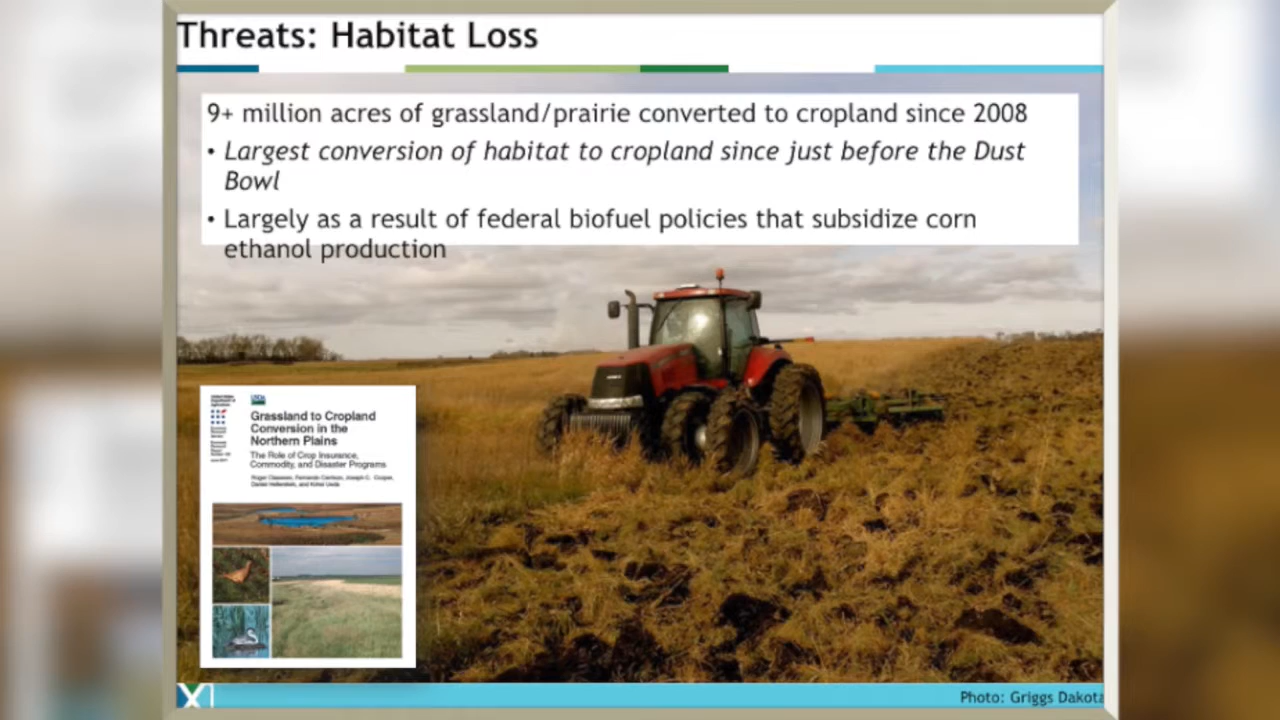 Threats: Habitat Loss
9+ million acres of grassland/prairie converted to cropland since 2008
• Largest conversion of habitat to cropland since just before the Dust
Bowl
• Largely as a result of federal biofuel policies that subsidize corn
ethanol production
USDA
Grassland to Cropland
Conversion in the
Northern Plains
The Role of Crop Insurance,
Commodity, and Disaster Programs
Photo: Griggs Dakota